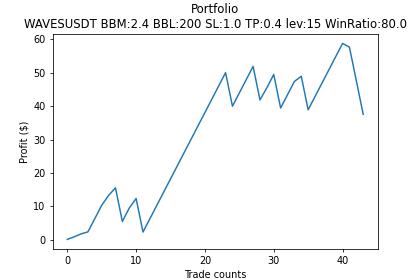 Portfolio
WAVESUSDT BBM:2.4 BBL:200 SL:1.0 TP:0.4 lev:15 WinRatio:80.0
60
50
40
30
20
10
0
Profit ($)
0 10 20 30 40
Trade counts